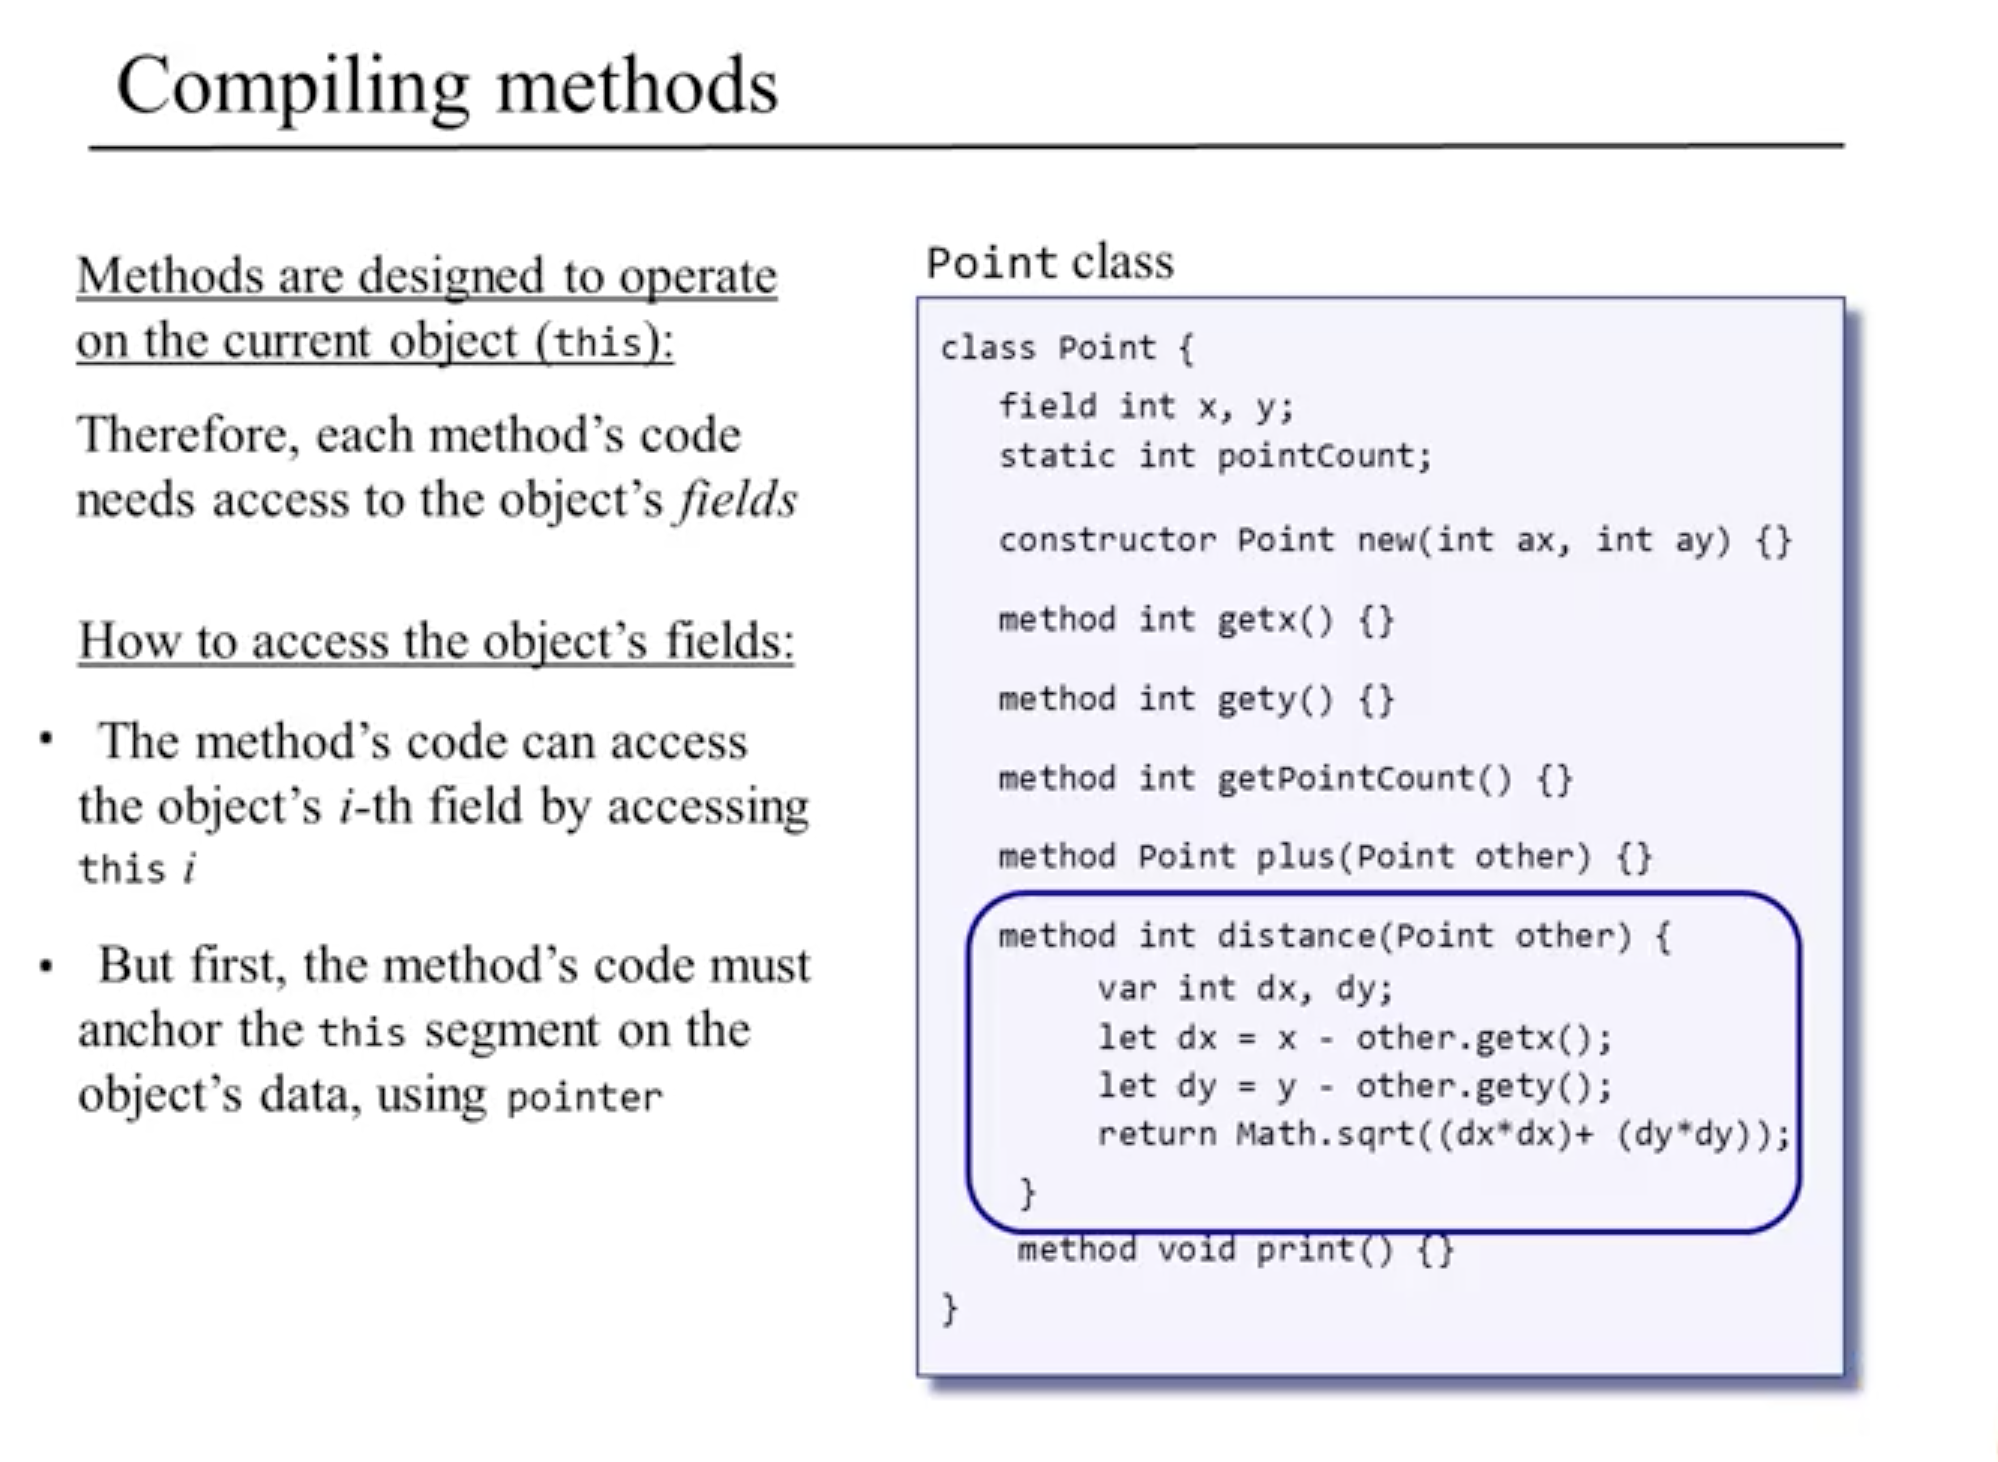 Compiling methods
Methods are designed to operate
on the current object (this):
Therefore, each method’s code
needs access to the object’s fields
How to access the object’s fields:
• The method’s code can access
the object’s i-th field by accessing
this i
• But first, the method’s code must
anchor the this segment on the
object’s data, using pointer
Point class
class Point {
field int x, y;
static int pointCount;
constructor Point new(int ax, int ay) {}
method int getx() {}
method int gety() {}
method int getPointCount() {}
method Point plus(Point other) {}
method int distance(Point other) {
var int dx, dy;
let dx = x - other.getx();
let dy = y - other.gety();
return Math.sqrt((dx*dx)+ (dy*dy));
}
method void print() {}
}